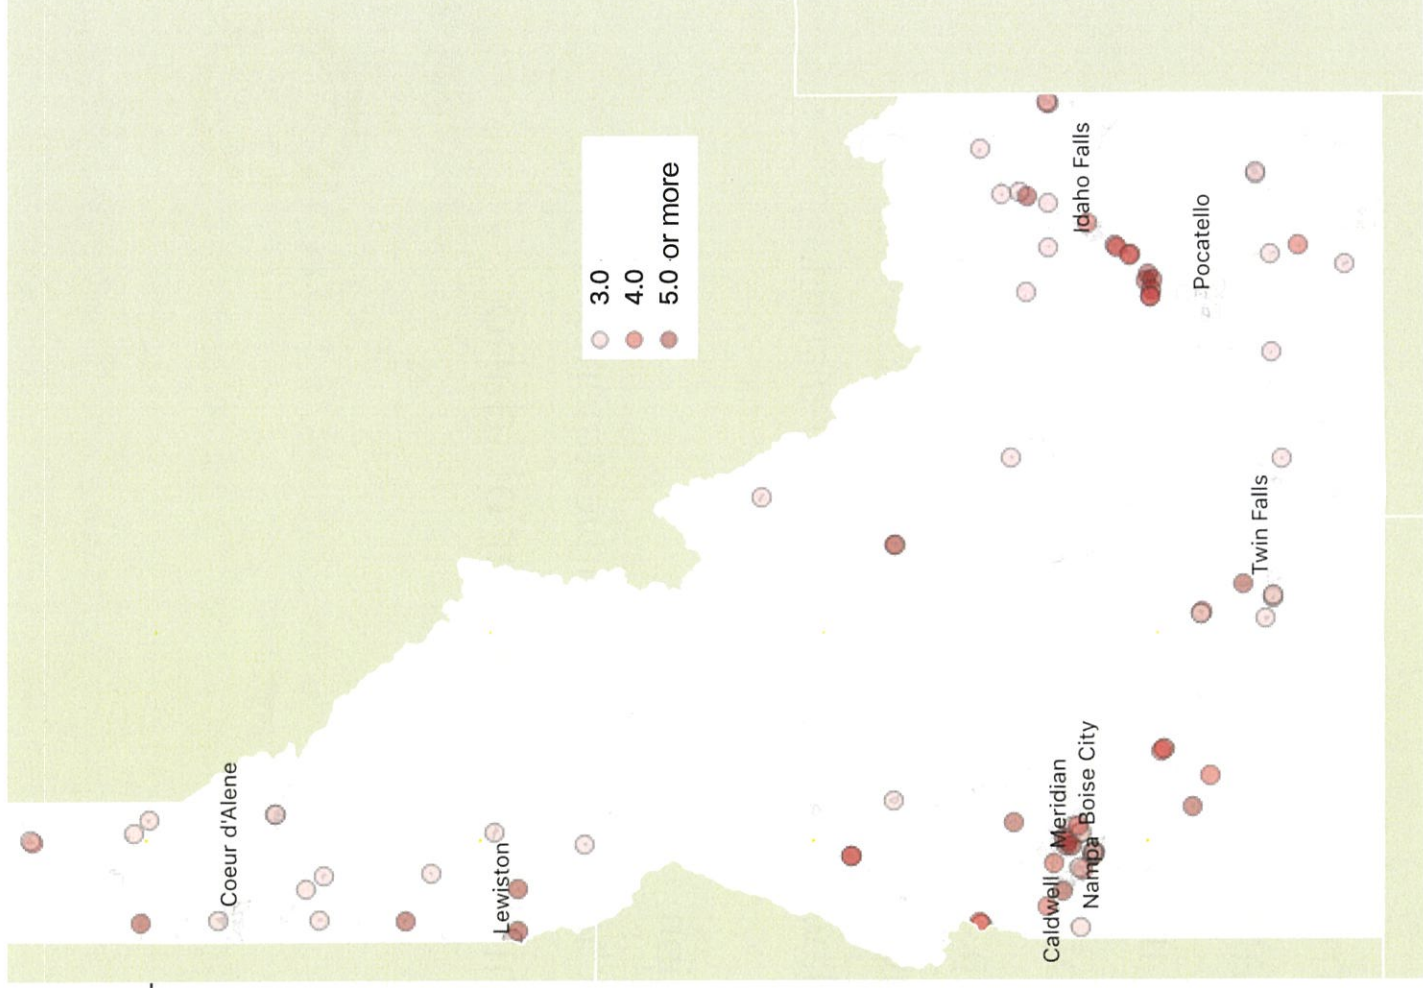 Coeur d'Alene
Lewiston
3.0
4.0
5.0 or more
Caldwell
Meridian
Nampa
Boise City
Twin Falls
Pocatello
Idaho Falls